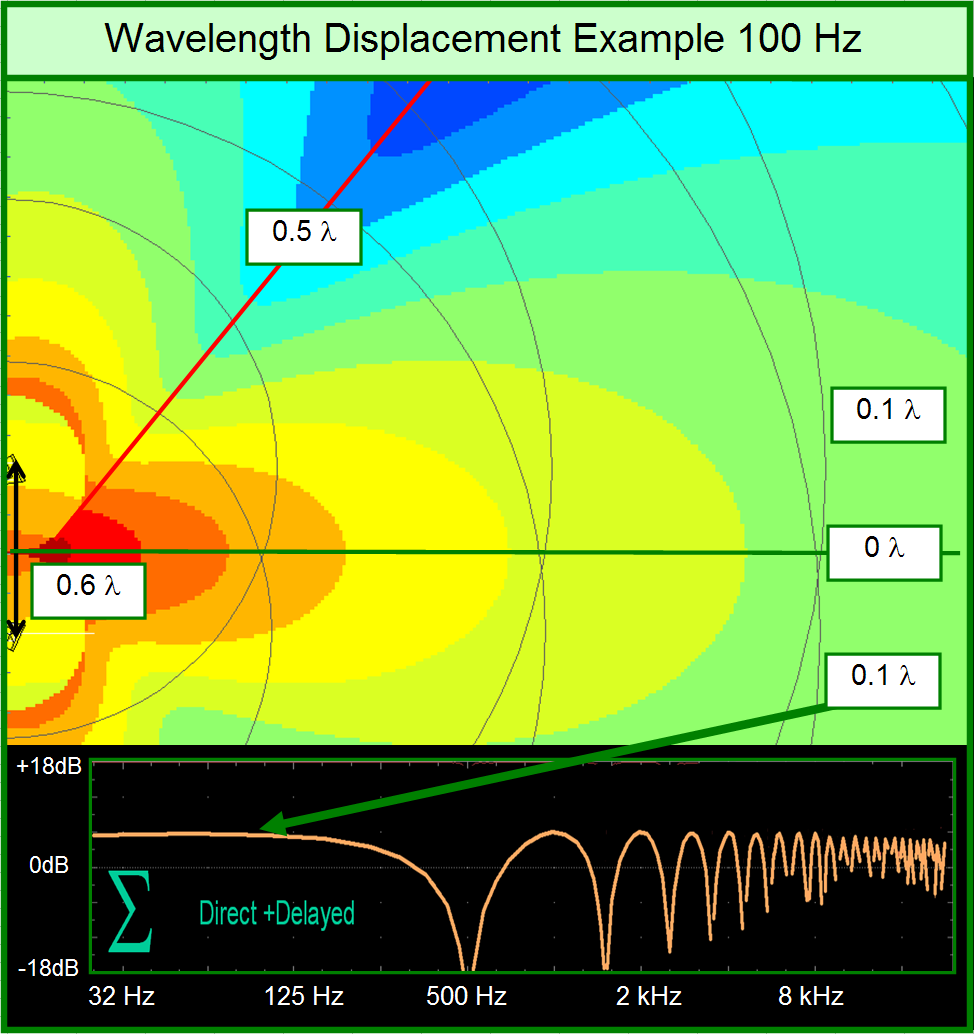 Wavelength Displacement Example 100 Hz
0.5 λ
0.1 λ
0 λ
0.6 λ
0.1 λ
+18dB
0dB
Σ Direct +Delayed
-18dB
32 Hz 125 Hz 500 Hz 2 kHz 8 kHz